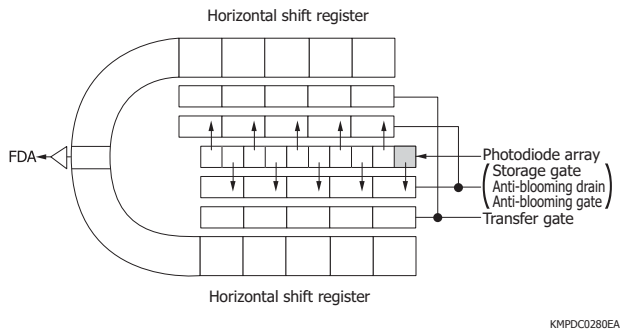 Horizontal shift register
FDA
Photodiode array
(Storage gate
Anti-blooming drain
Anti-blooming gate)
Transfer gate
Horizontal shift register
KMPDC0280EA